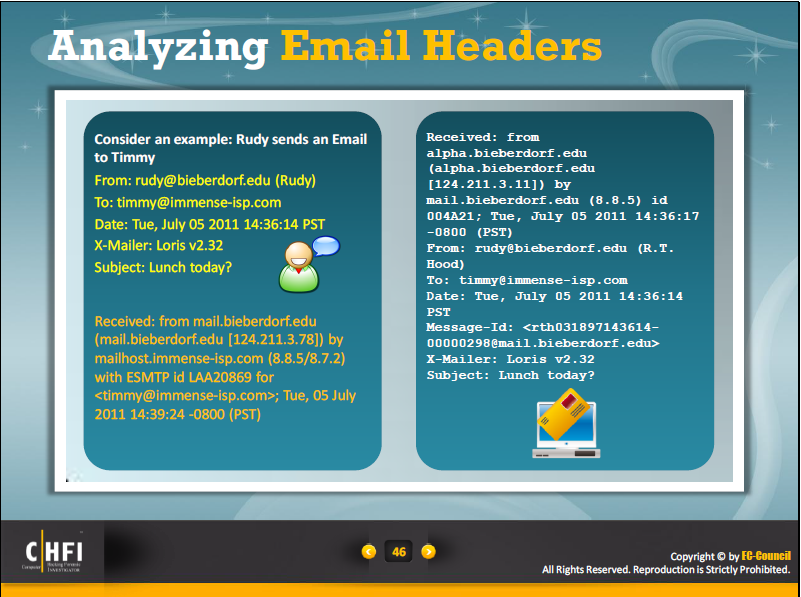 Analyzing Email Headers
Consider an example: Rudy sends an Email
to Timmy
From: rudy@bieberdorf.edu (Rudy)
To: timmy@immense-isp.com
Date: Tue, July 05 2011 14:36:14 PST
X-Mailer: Loris v2.32
Subject: Lunch today?
Received: from mail.bieberdorf.edu
(mail.bieberdorf.edu [124.211.3.78]) by
mailhost.immense-isp.com (8.8.5/8.7.2)
with ESMTP id LAA20869 for
<timmy@immense-isp.com>; Tue, 05 July
2011 14:39:24 -0800 (PST)
Received: from
alpha.bieberdorf.edu
(alpha.bieberdorf.edu
[124.211.3.11]) by
mail.bieberdorf.edu (8.8.5) id
004A21; Tue, July 05 2011 14:36:17
-0800 (PST)
From: rudy@bieberdorf.edu (R.T.
Hood)
To: timmy@immense-isp.com
Date: Tue, July 05 2011 14:36:14
PST
Message-Id: <rth031897143614-
00000298@mail.bieberdorf.edu>
X-Mailer: Loris v2.32
Subject: Lunch today?
CHFI
Computer Hacking Forensic
INVESTIGATOR
46
Copyright © by EC-Council
All Rights Reserved. Reproduction is Strictly Prohibited.